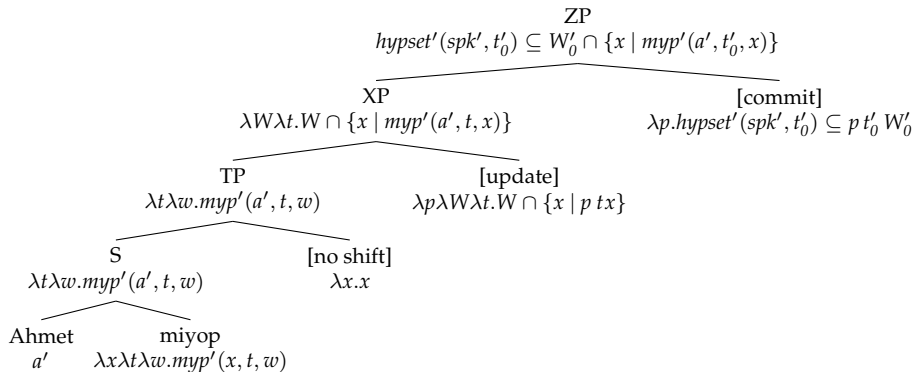 ZP
hypset′(spk′, t′₀) ⊆ W′₀ ∩ {x | myp′(a′, t′₀, x)}
XP [commit]
λWλt.W ∩ {x | myp′(a′, t, x)} λp.hypset′(spk′, t′₀) ⊆ p t′₀ W′₀
TP [update]
λtλw.myp′(a′, t, w) λpλWλt.W ∩ {x | p tx}
S [no shift]
λtλw.myp′(a′, t, w) λx.x
Ahmet miyop
a′ λxλtλw.myp′(x, t, w)